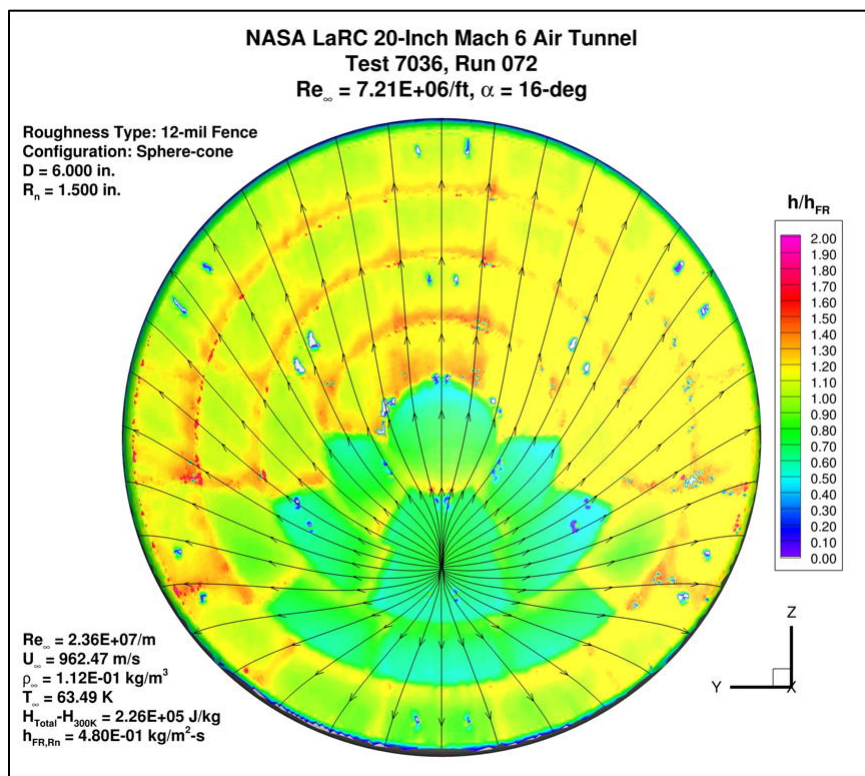 NASA LaRC 20-Inch Mach 6 Air Tunnel
Test 7036, Run 072
Re∞ = 7.21E+06/ft, α = 16-deg
Roughness Type: 12-mil Fence
Configuration: Sphere-cone
D = 6.000 in.
Rn = 1.500 in.
h/hFR
2.00
1.90
1.80
1.70
1.60
1.50
1.40
1.30
1.20
1.10
1.00
0.90
0.80
0.70
0.60
0.50
0.40
0.30
0.20
0.10
0.00
Re∞ = 2.36E+07/m
U∞ = 962.47 m/s
ρ∞ = 1.12E-01 kg/m³
T∞ = 63.49 K
HTotal-H300K = 2.26E+05 J/kg
hFR,Rn = 4.80E-01 kg/m²-s
Z
Y
X